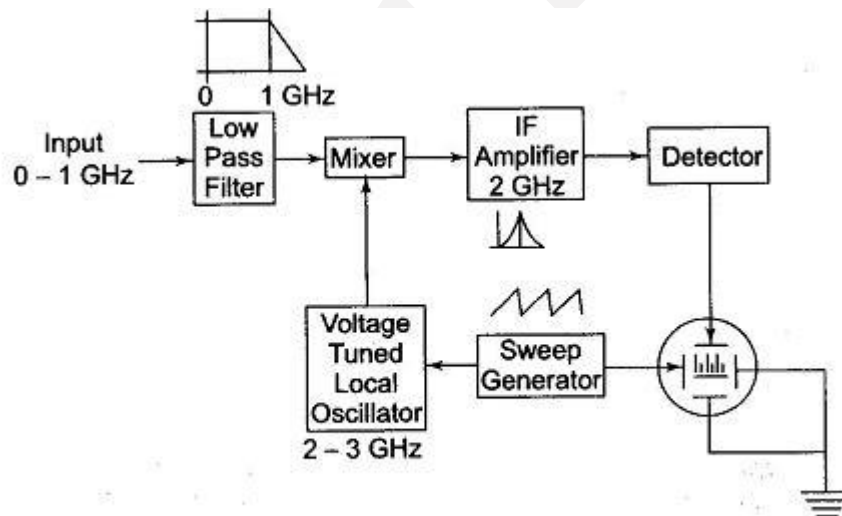 0 1 GHz
Input
0 – 1 GHz
Low
Pass
Filter
Mixer
IF
Amplifier
2 GHz
Detector
Voltage
Tuned
Local
Oscillator
2 – 3 GHz
Sweep
Generator